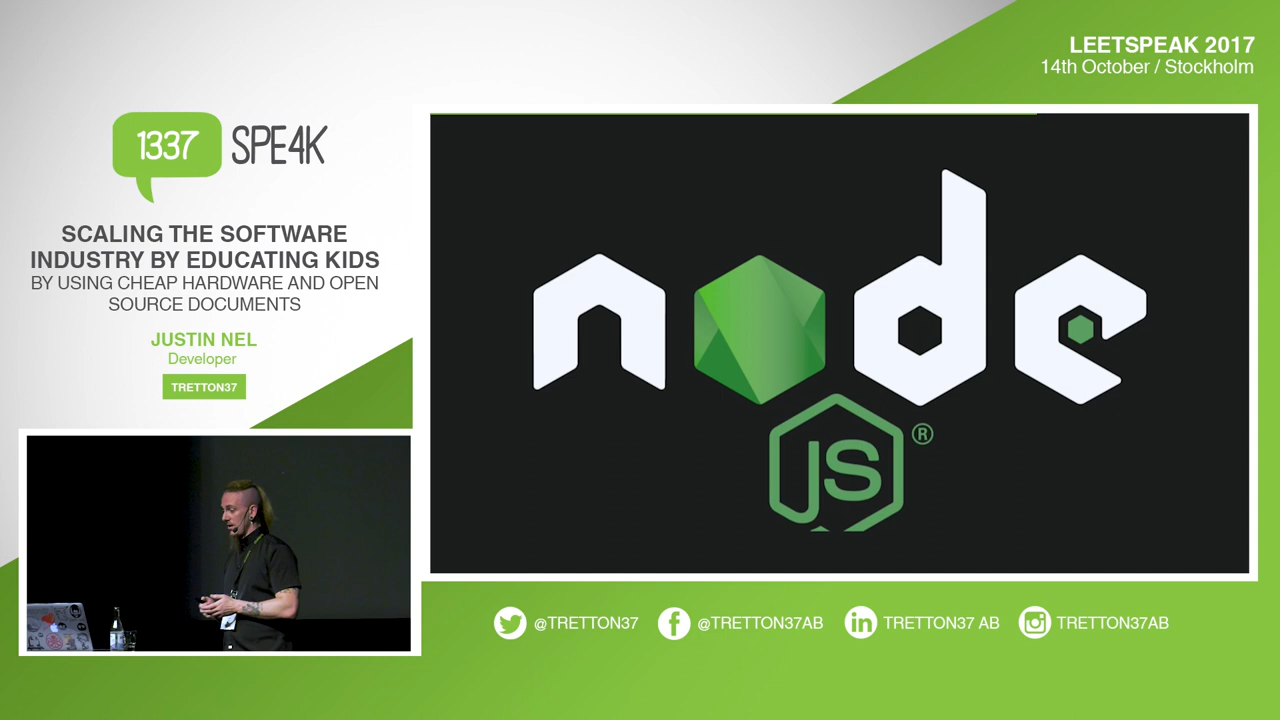 LEETSPEAK 2017
14th October / Stockholm
1337 SPE4K
SCALING THE SOFTWARE
INDUSTRY BY EDUCATING KIDS
BY USING CHEAP HARDWARE AND OPEN
SOURCE DOCUMENTS
JUSTIN NEL
Developer
TRETTON37
node
JS ®
@TRETTON37
@TRETTON37AB
TRETTON37 AB
TRETTON37AB